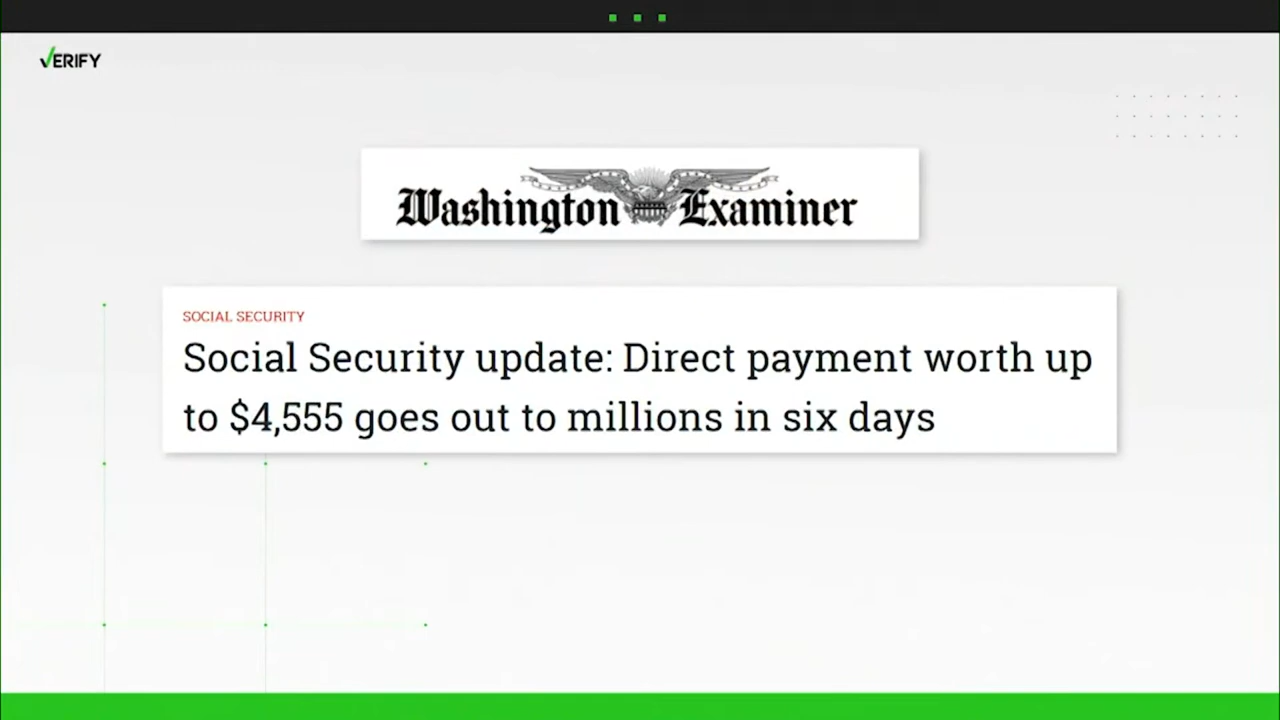 VERIFY
Washington Examiner
SOCIAL SECURITY
Social Security update: Direct payment worth up
to $4,555 goes out to millions in six days